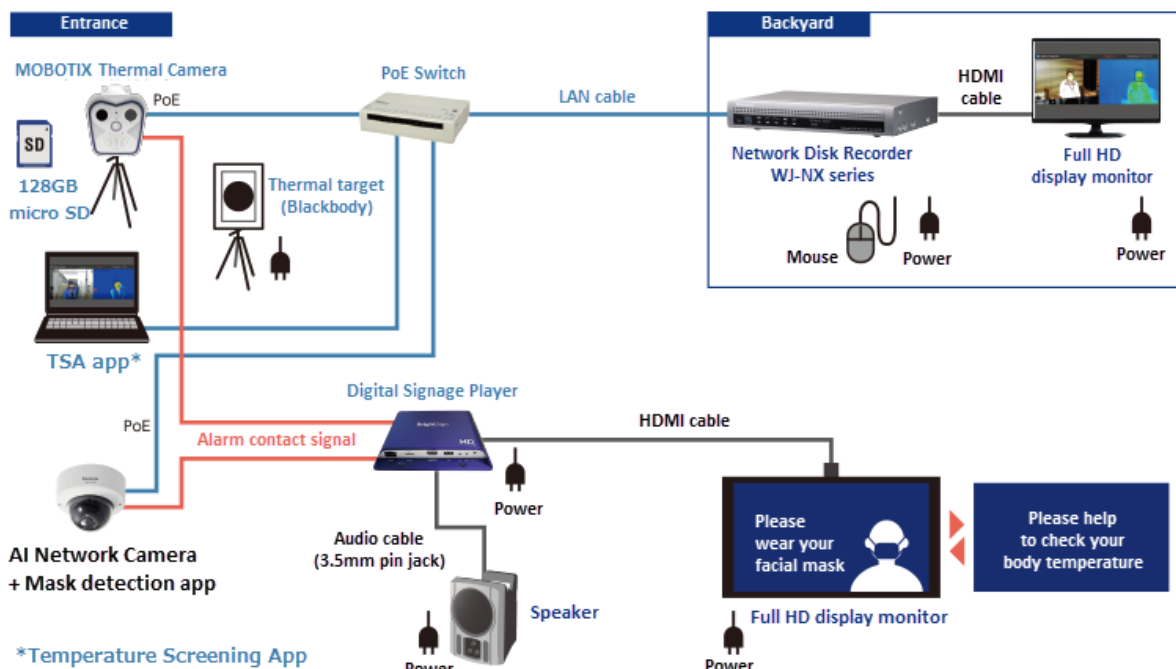 Entrance
MOBOTIX Thermal Camera
PoE
SD
128GB
micro SD
PoE Switch
LAN cable
Thermal target
(Blackbody)
Backyard
HDMI
cable
Network Disk Recorder
WJ-NX series
Full HD
display monitor
Mouse
Power
Power
TSA app*
PoE
Alarm contact signal
Digital Signage Player
HD
HDMI cable
Power
AI Network Camera
+ Mask detection app
Audio cable
(3.5mm pin jack)
Speaker
Power
Please
wear your
facial mask
Please help
to check your
body temperature
Full HD display monitor
Power
*Temperature Screening App